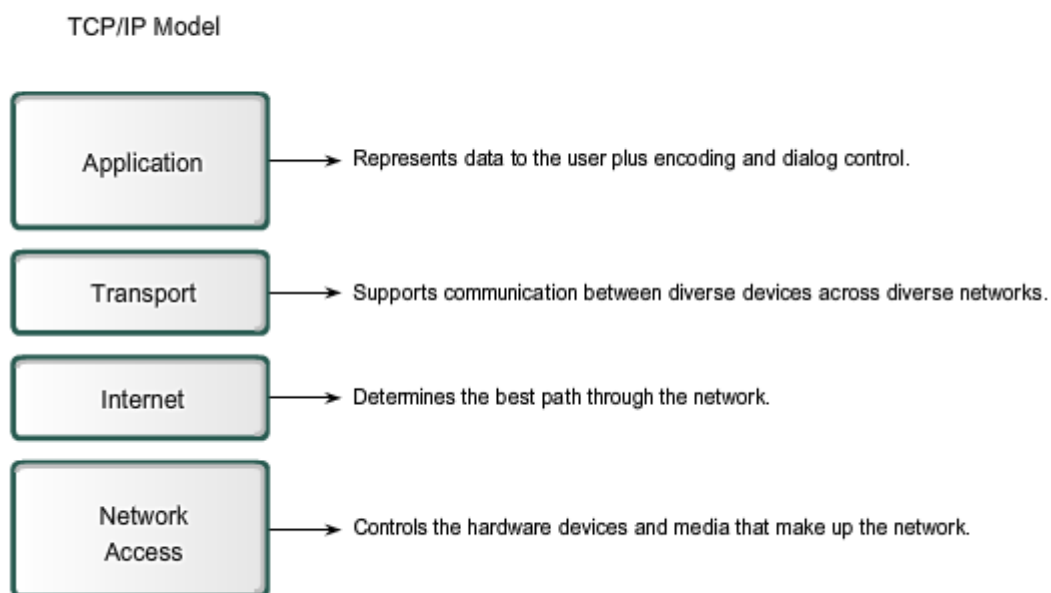 TCP/IP Model
Application
Represents data to the user plus encoding and dialog control.
Transport
Supports communication between diverse devices across diverse networks.
Internet
Determines the best path through the network.
Network
Access
Controls the hardware devices and media that make up the network.